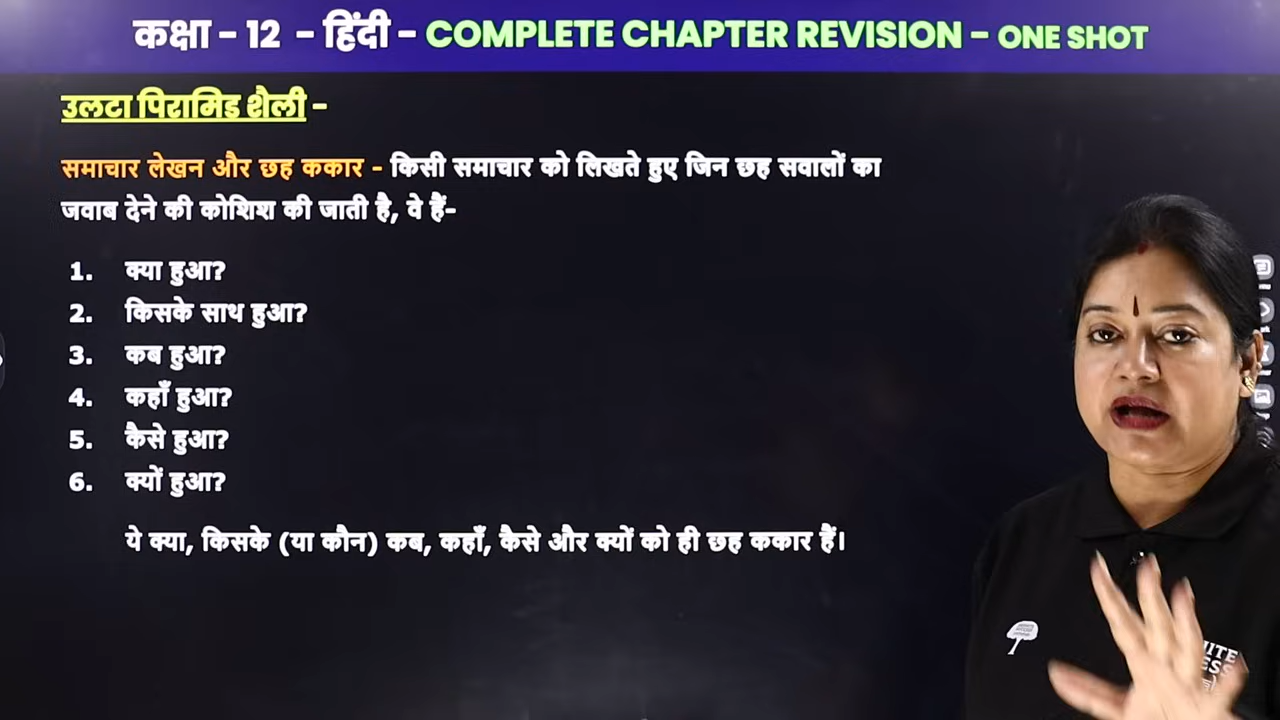 कक्षा - 12 - हिंदी - COMPLETE CHAPTER REVISION - ONE SHOT
उलटा पिरामिड शैली -
समाचार लेखन और छह ककार - किसी समाचार को लिखते हुए जिन छह सवालों का
जवाब देने की कोशिश की जाती है, वे हैं-
1. क्या हुआ?
2. किसके साथ हुआ?
3. कब हुआ?
4. कहाँ हुआ?
5. कैसे हुआ?
6. क्यों हुआ?
ये क्या, किसके (या कौन) कब, कहाँ, कैसे और क्यों को ही छह ककार हैं।